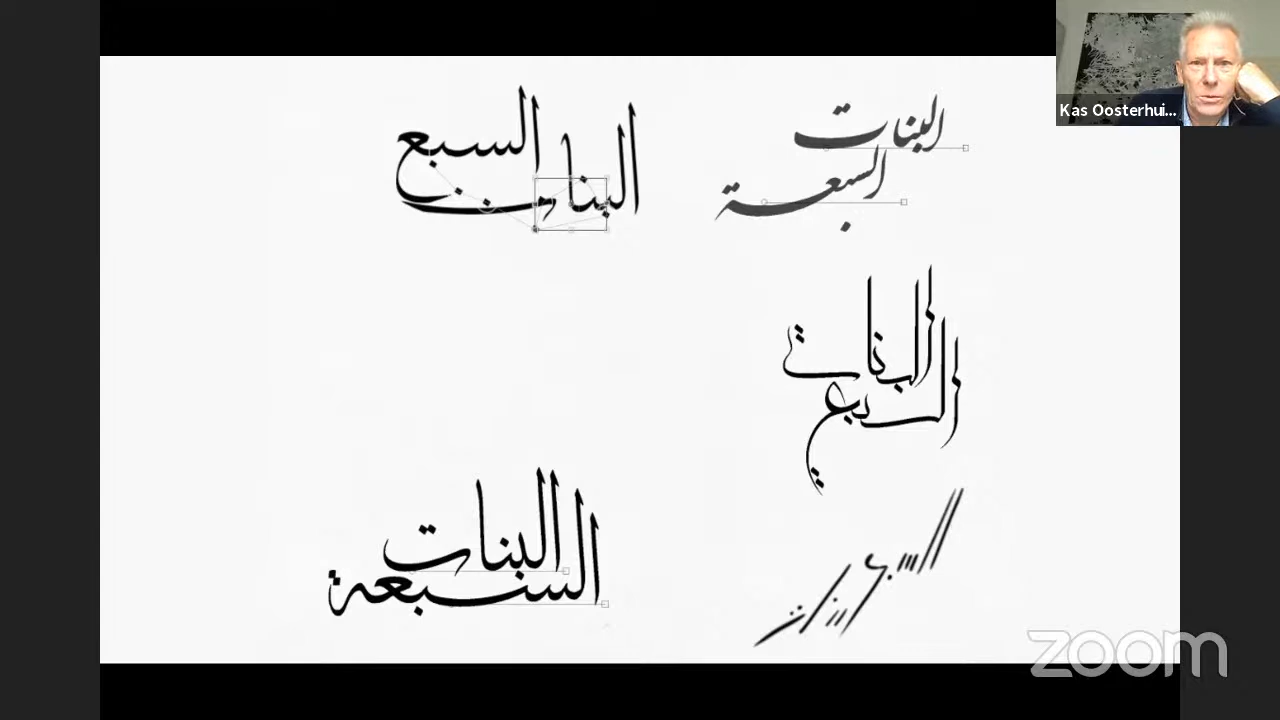 Kas Oosterhui...
السبع
البنات
البنات
السبعة
البنات
السبع
البنات
السبعة
zoom